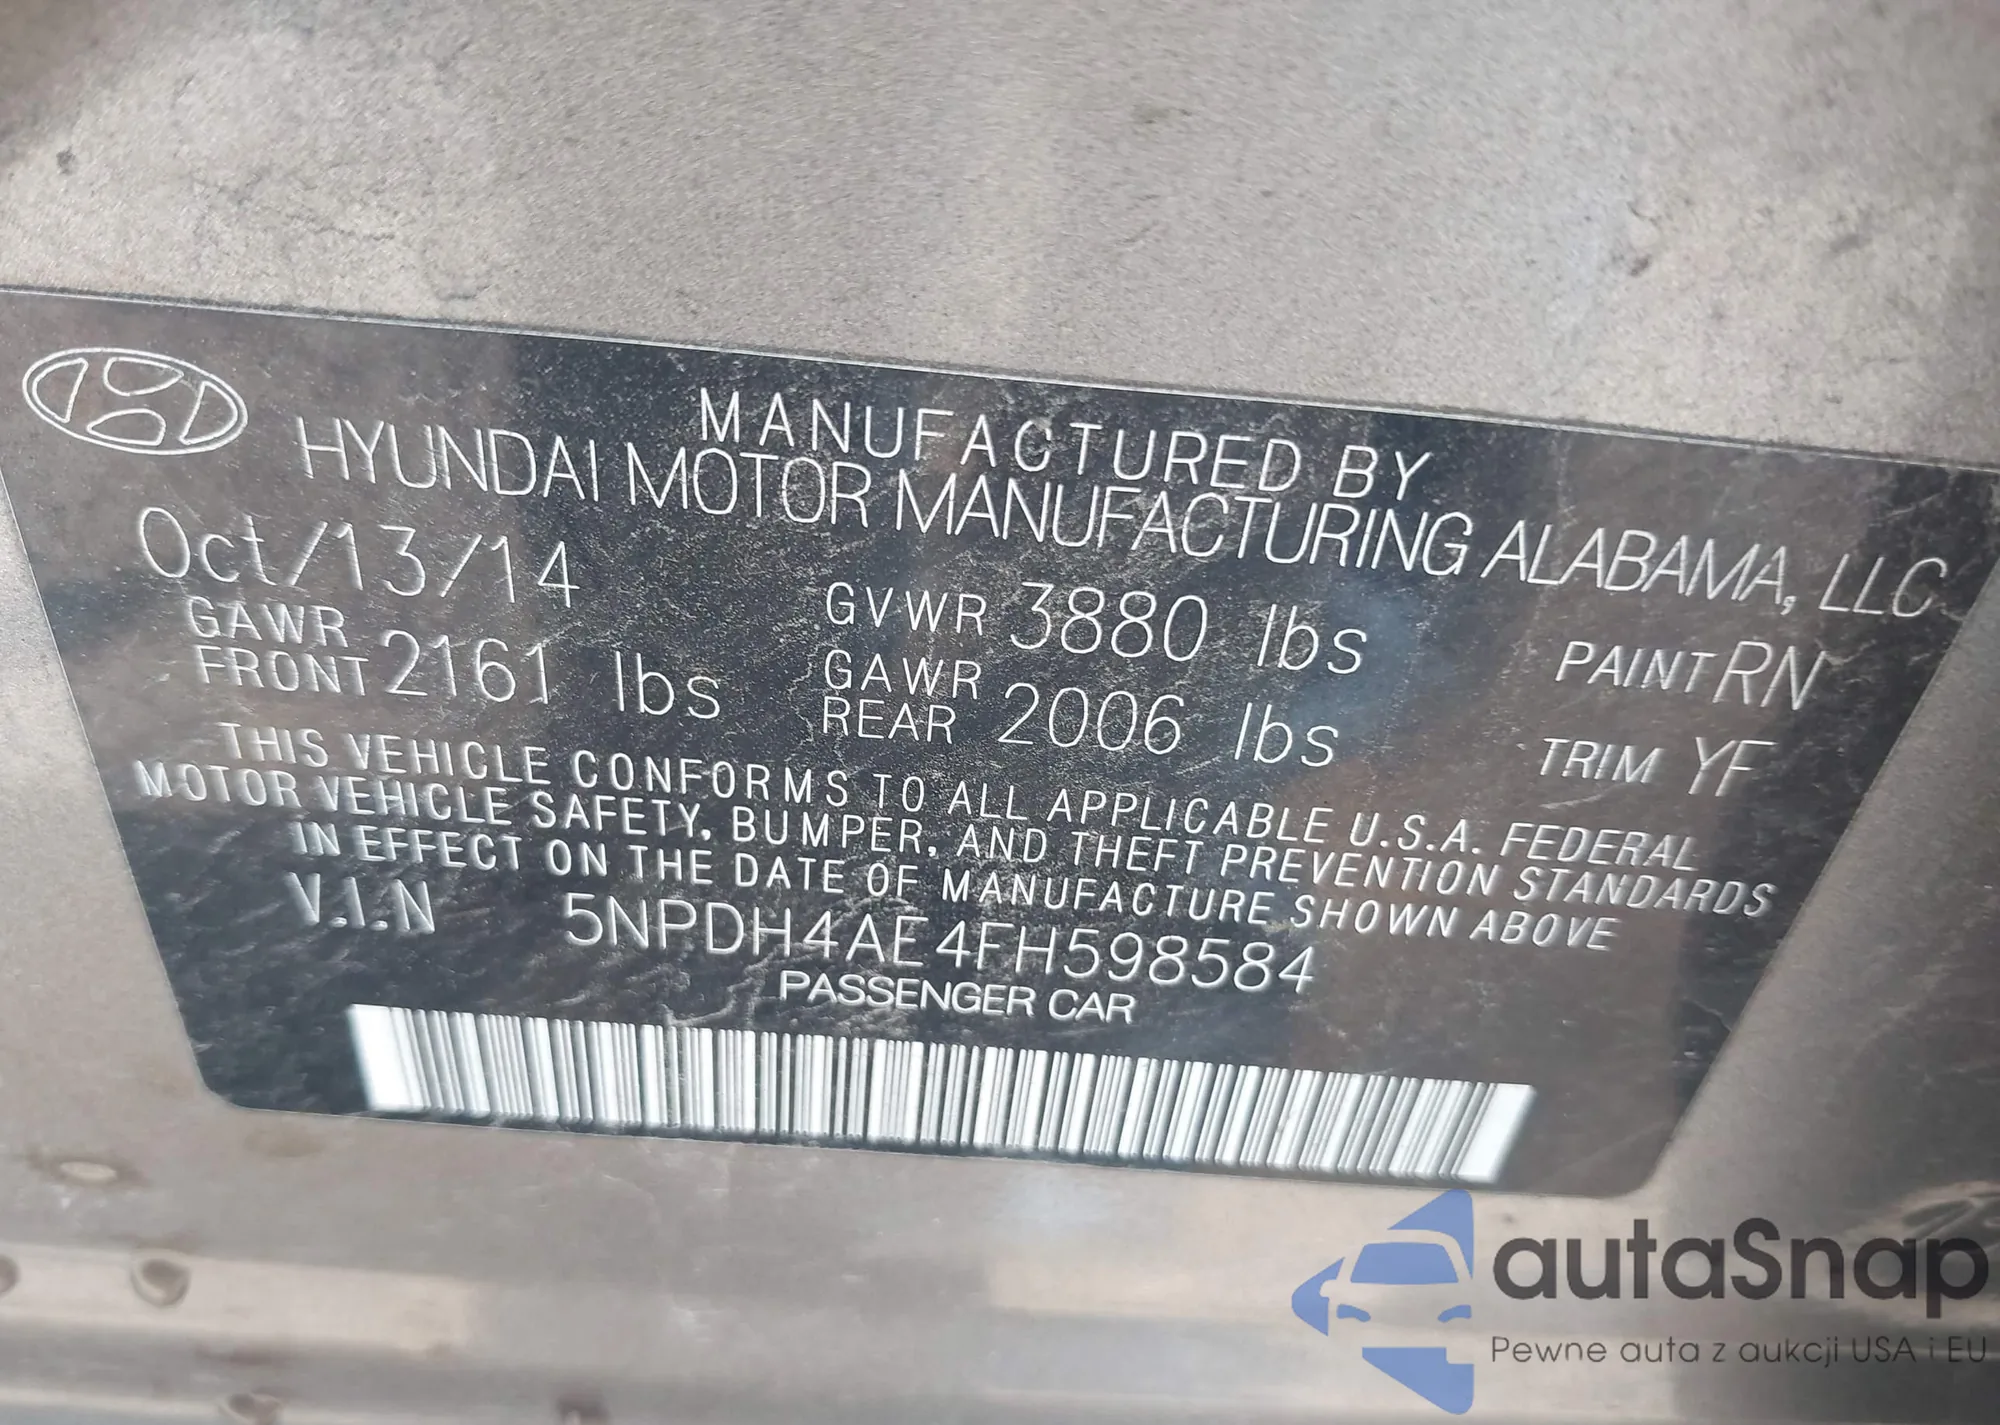 MANUFACTURED BY
HYUNDAI MOTOR MANUFACTURING ALABAMA, LLC
Oct/13/14 GVWR 3880 lbs PAINT RN
GAWR FRONT 2161 lbs GAWR REAR 2006 lbs TRIM YF
THIS VEHICLE CONFORMS TO ALL APPLICABLE U.S.A. FEDERAL
MOTOR VEHICLE SAFETY, BUMPER, AND THEFT PREVENTION STANDARDS
IN EFFECT ON THE DATE OF MANUFACTURE SHOWN ABOVE
V.I.N 5NPDH4AE4FH598584
PASSENGER CAR
autaSnap
Pewne auta z aukcji USA i EU